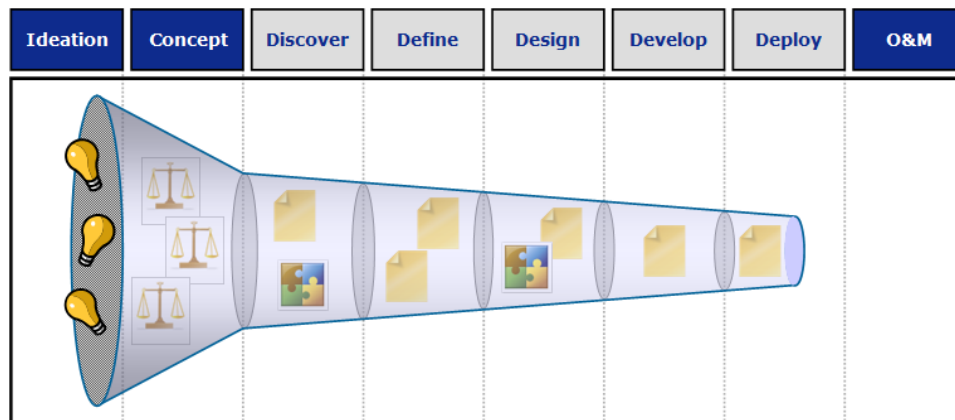 Ideation
Concept
Discover
Define
Design
Develop
Deploy
O&M